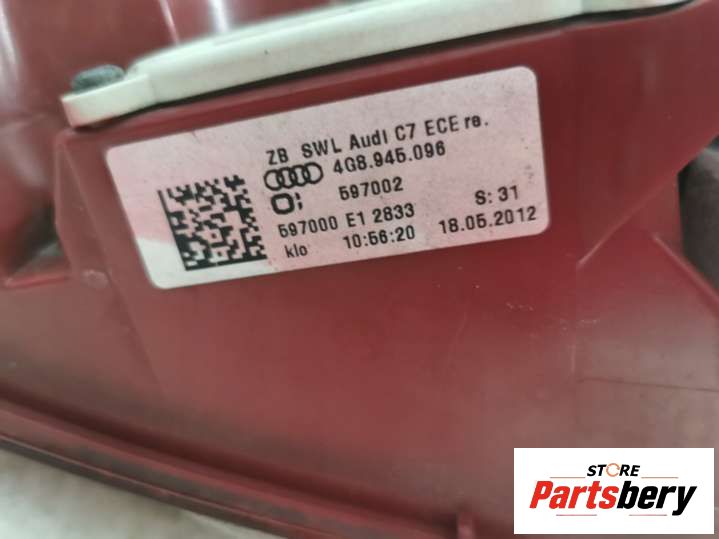 ZB SWL Audi C7 ECE re.
4G8.945.096
597002
597000 E1 2833 S: 31
klo 10:56:20 18.05.2012
STORE
Partsbery